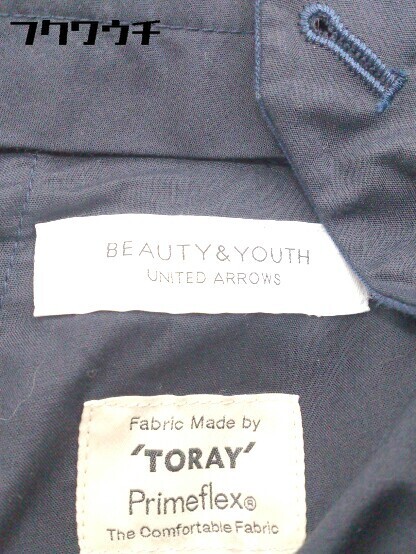 フクワウチ
BEAUTY&YOUTH
UNITED ARROWS
Fabric Made by
'TORAY'
Primeflex®
The Comfortable Fabric